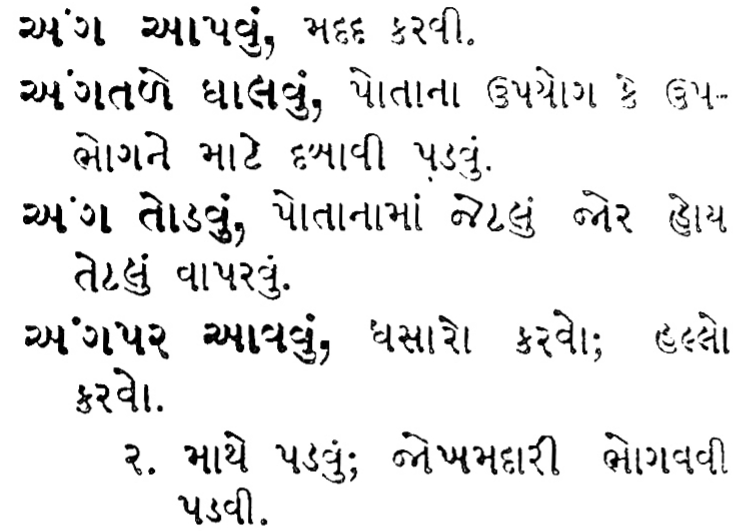 અંગ આપવું, મદદ કરવી.
અંગતળે ઘાલવું, પોતાના ઉપયોગ કે ઉપ-
ભોગને માટે દબાવી પડવું.
અંગ તોડવું, પોતાનામાં જેટલું જોર હોય
તેટલું વાપરવું.
અંગપર આવવું, ધસારો કરવો; હલ્લો
કરવો.
૨. માથે પડવું; જોખમદારી ભોગવવી
પડવી.